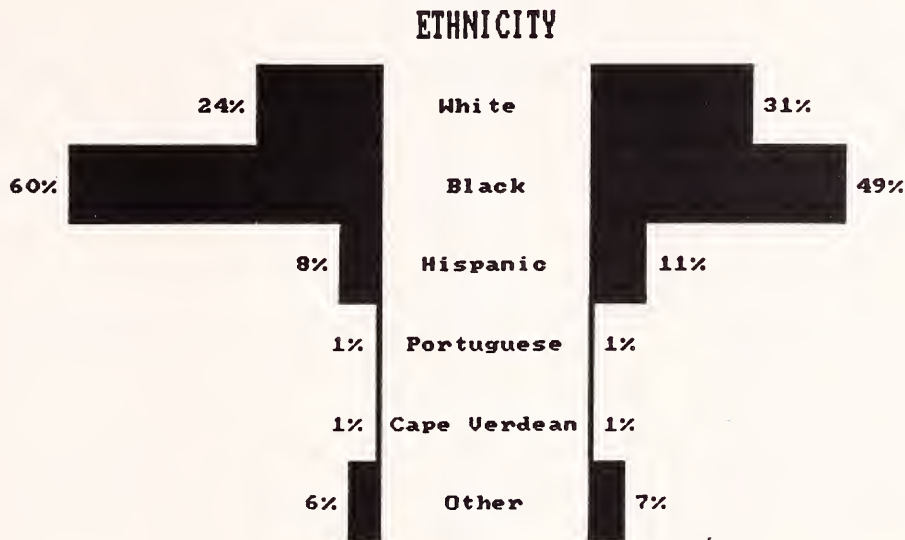 ETHNICITY
24% White 31%
60% Black 49%
8% Hispanic 11%
1% Portuguese 1%
1% Cape Verdean 1%
6% Other 7%